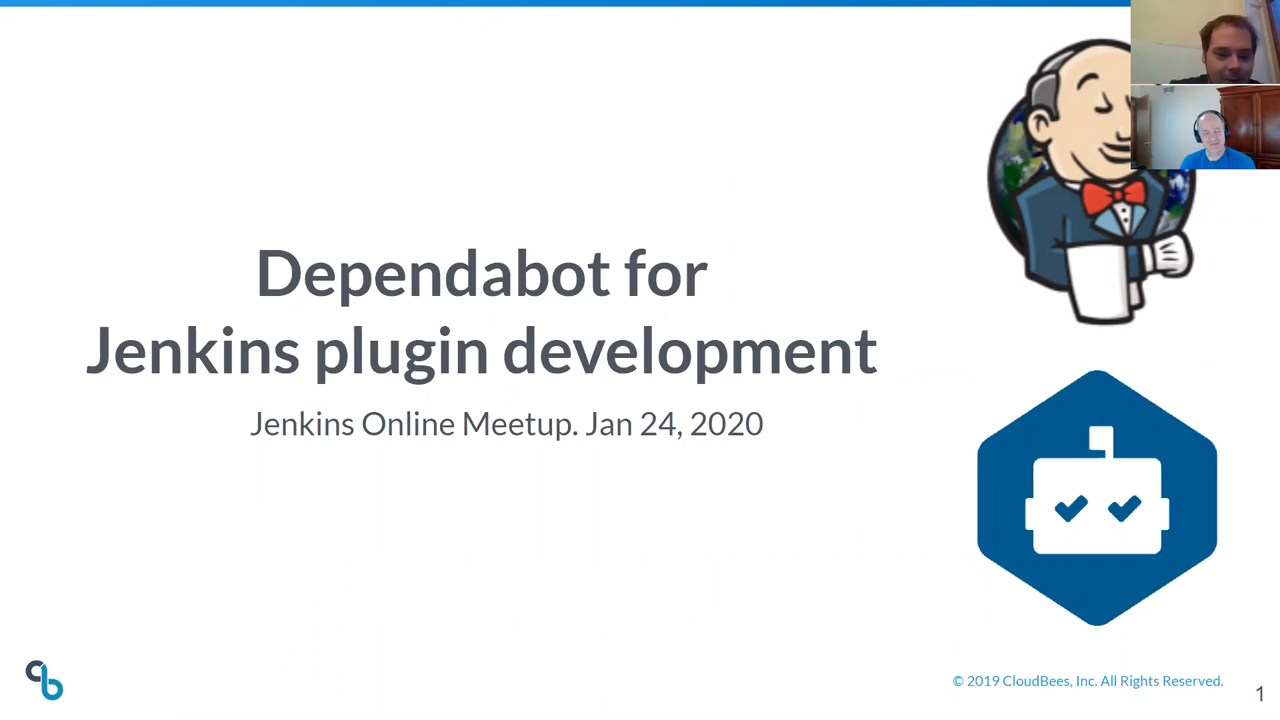 Dependabot for
Jenkins plugin development
Jenkins Online Meetup. Jan 24, 2020
© 2019 CloudBees, Inc. All Rights Reserved.
1